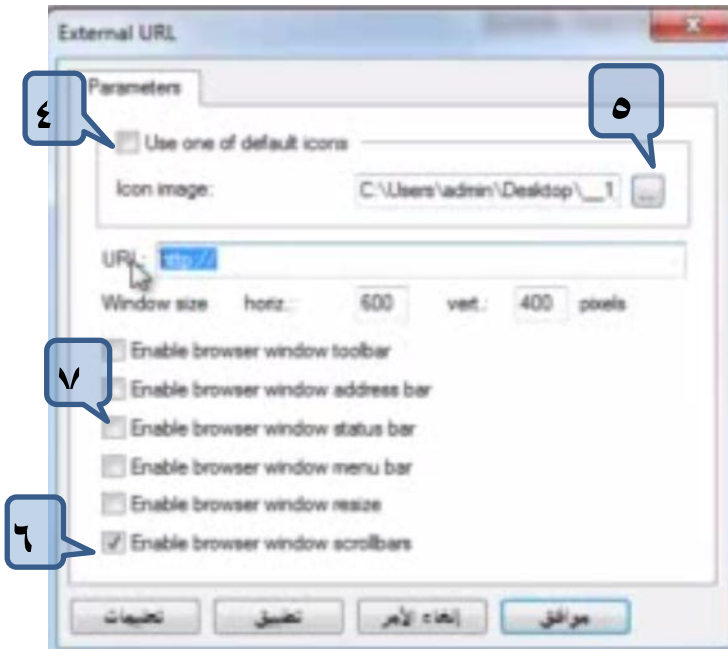 External URL
Parameters
٤
٥
Use one of default icons
Icon image: C:\Users\admin\Desktop\__1 ...
URL: http://
Window size horiz.: 600 vert.: 400 pixels
Enable browser window toolbar
٧
Enable browser window address bar
Enable browser window status bar
Enable browser window menu bar
Enable browser window resize
٦
Enable browser window scrollbars
موافق إلغاء الأمر تطبيق تعليمات